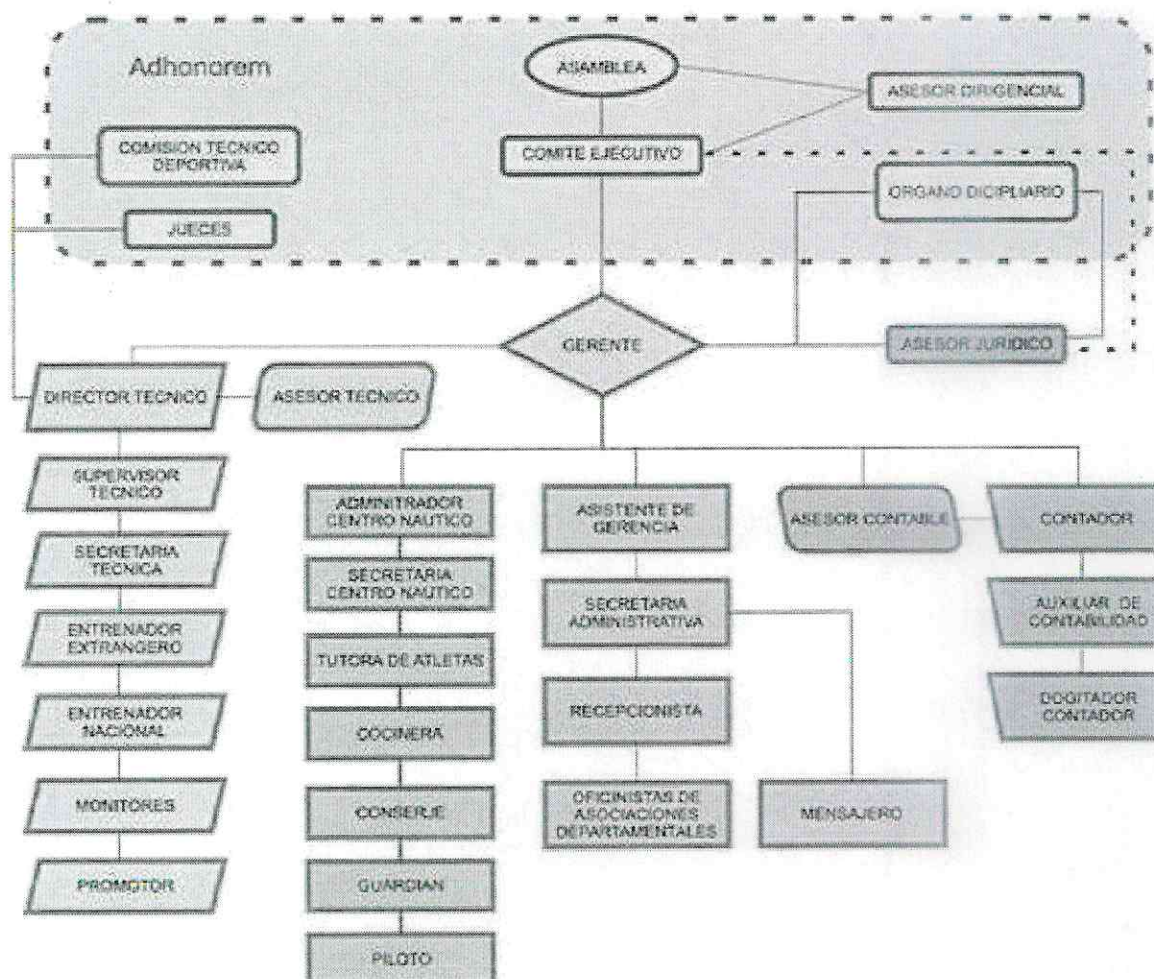 Adhonorem
ASAMBLEA
ASESOR DIRIGENCIAL
COMISION TECNICO
DEPORTIVA
COMITE EJECUTIVO
ORGANO DICIPLIARIO
JUECES
GERENTE
ASESOR JURIDICO
DIRECTOR TECNICO
ASESOR TECNICO
SUPERVISOR
TECNICO
ADMINITRADOR
CENTRO NAUTICO
ASISTENTE DE
GERENCIA
ASESOR CONTABLE
CONTADOR
SECRETARIA
TECNICA
SECRETARIA
CENTRO NAUTICO
SECRETARIA
ADMINISTRATIVA
AUXILIAR DE
CONTABILIDAD
ENTRENADOR
EXTRANGERO
TUTORA DE ATLETAS
RECEPCIONISTA
DOGITADOR
CONTADOR
ENTRENADOR
NACIONAL
COCINERA
MONITORES
CONSERJE
OFICINISTAS DE
ASOCIACIONES
DEPARTAMENTALES
MENSAJERO
PROMOTOR
GUARDIAN
PILOTO